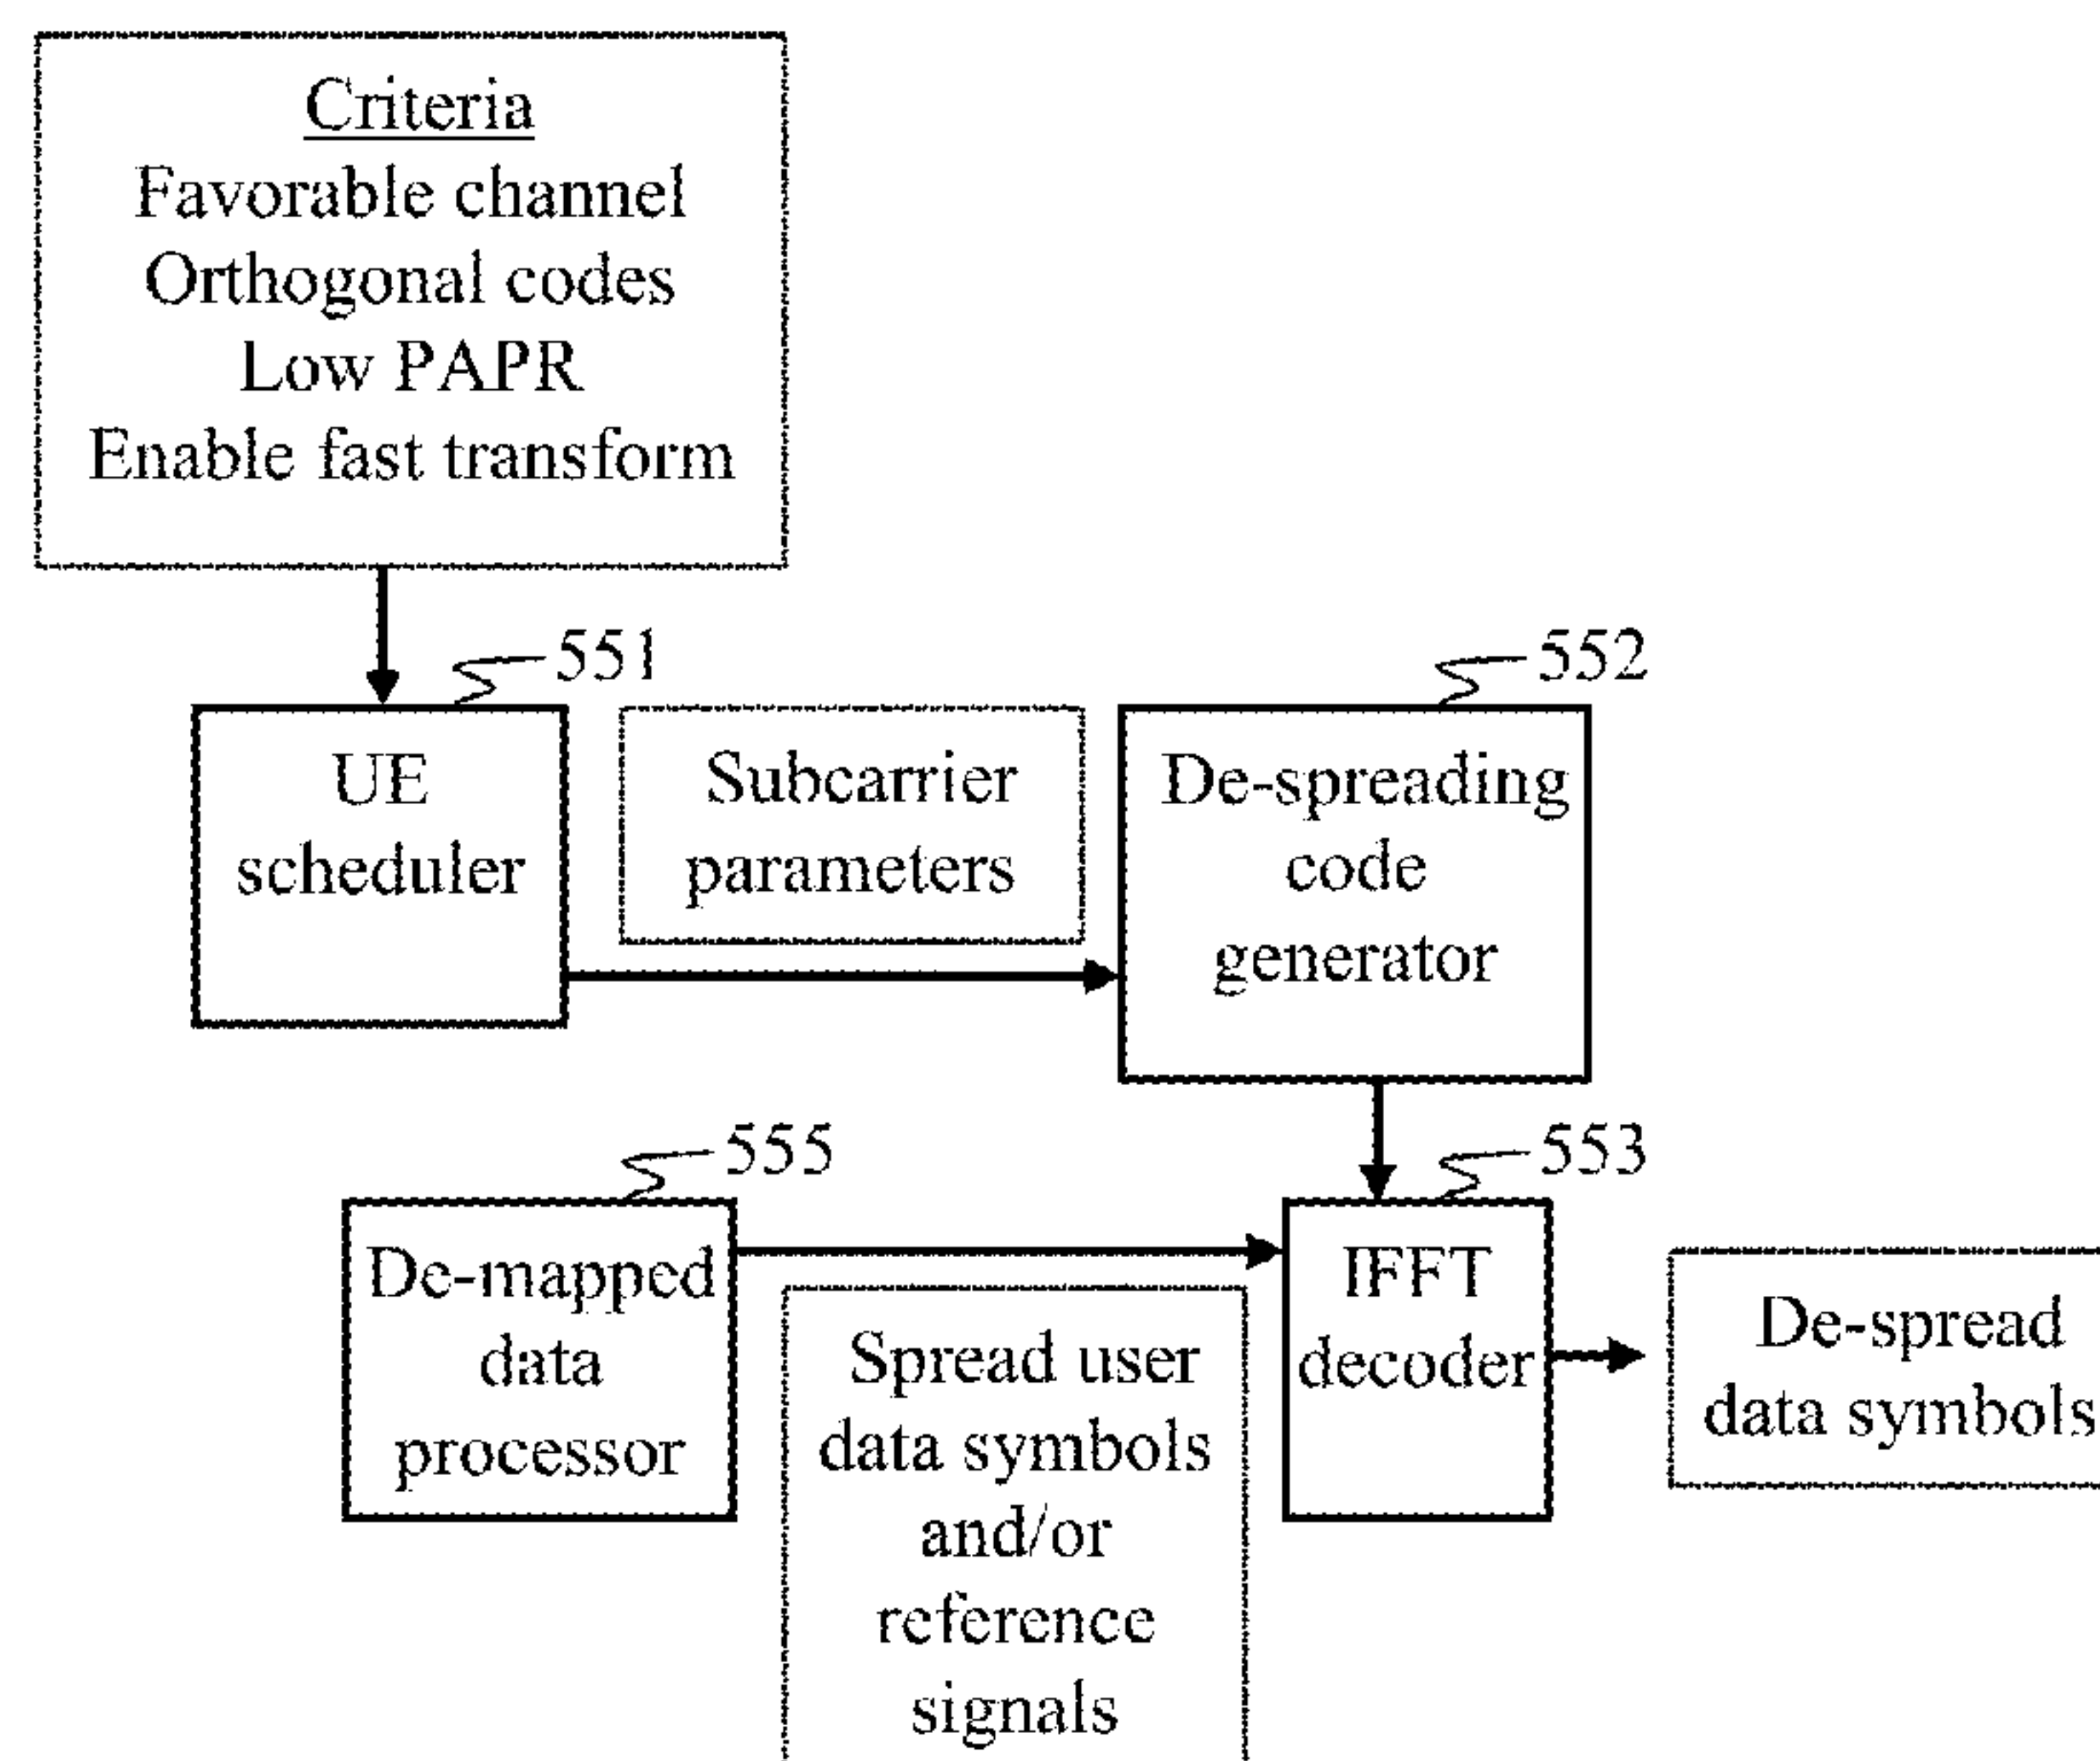 Criteria
Favorable channel
Orthogonal codes
Low PAPR
Enable fast transform
551
552
UE
scheduler
Subcarrier
parameters
De-spreading
code
generator
555
553
De-mapped
data
processor
Spread user
data symbols
and/or
reference
signals
IFFT
decoder
De-spread
data symbols